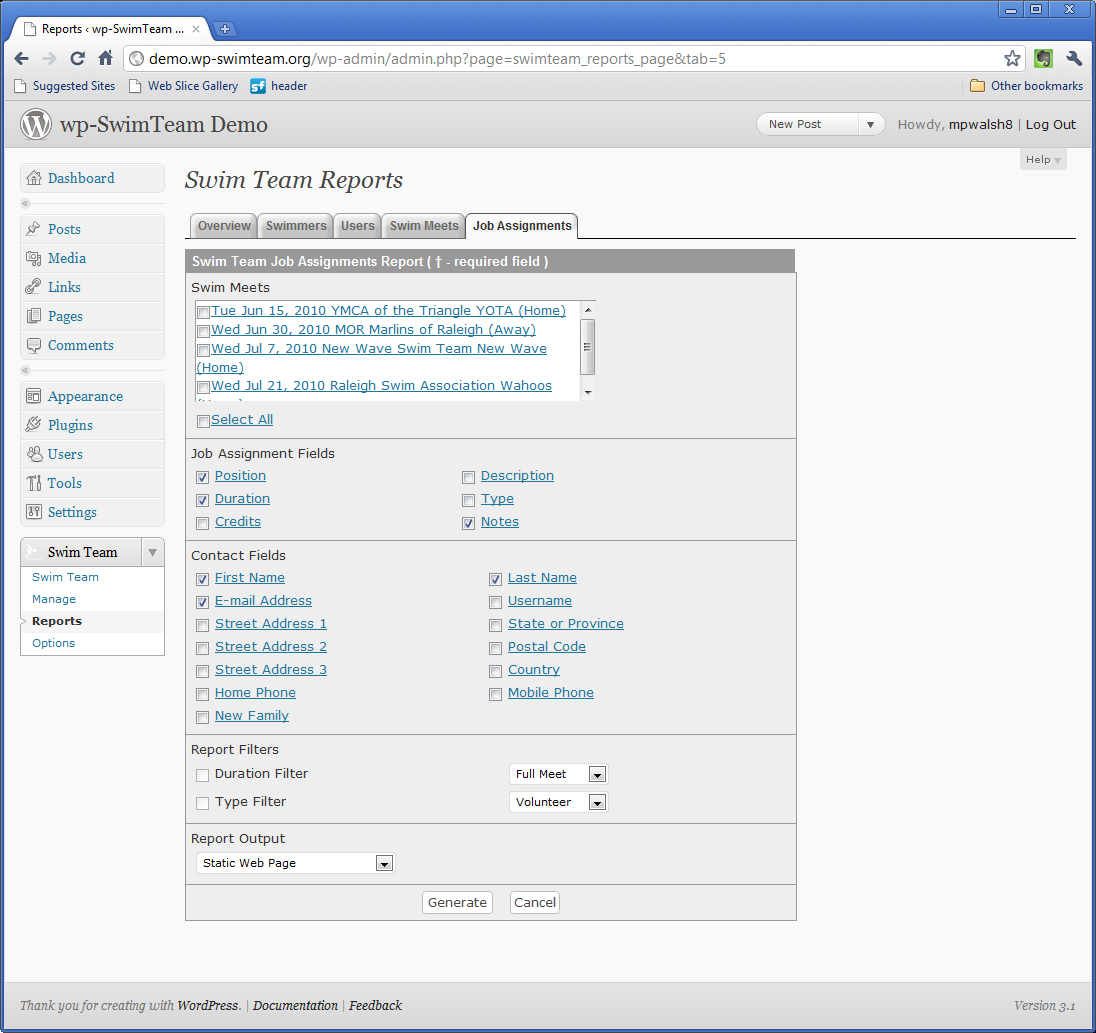 Reports ‹ wp-SwimTeam ...
demo.wp-swimteam.org/wp-admin/admin.php?page=swimteam_reports_page&tab=5
Suggested Sites Web Slice Gallery sf header Other bookmarks
wp-SwimTeam Demo New Post Howdy, mpwalsh8 | Log Out
Help
Dashboard
Posts
Media
Links
Pages
Comments
Appearance
Plugins
Users
Tools
Settings
Swim Team
Swim Team
Manage
Reports
Options
Swim Team Reports
Overview Swimmers Users Swim Meets Job Assignments
Swim Team Job Assignments Report ( † - required field )
Swim Meets
Tue Jun 15, 2010 YMCA of the Triangle YOTA (Home)
Wed Jun 30, 2010 MOR Marlins of Raleigh (Away)
Wed Jul 7, 2010 New Wave Swim Team New Wave
(Home)
Wed Jul 21, 2010 Raleigh Swim Association Wahoos
Select All
Job Assignment Fields
Position Description
Duration Type
Credits Notes
Contact Fields
First Name Last Name
E-mail Address Username
Street Address 1 State or Province
Street Address 2 Postal Code
Street Address 3 Country
Home Phone Mobile Phone
New Family
Report Filters
Duration Filter Full Meet
Type Filter Volunteer
Report Output
Static Web Page
Generate Cancel
Thank you for creating with WordPress. | Documentation | Feedback Version 3.1